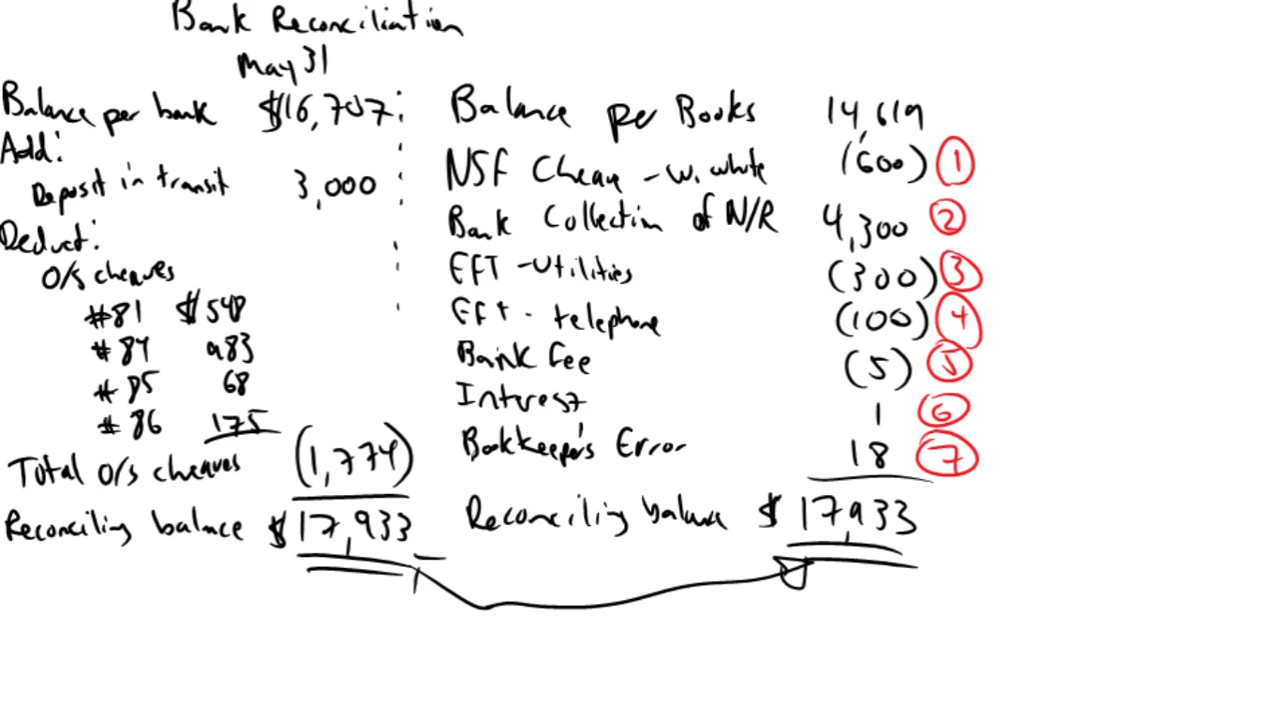 Bank Reconciliation
May 31
Balance per bank $16,707
Add:
Deposit in transit 3,000
Deduct:
O/S cheques
#81 $548
#84 983
#85 68
#86 175
Total O/S cheques (1,774)
Reconciling balance $17,933
Balance per Books 14,619
NSF Cheque - W. White (600) 1
Bank Collection of N/R 4,300 2
EFT - Utilities (300) 3
EFT - telephone (100) 4
Bank Fee (5) 5
Interest 1 6
Bookkeeper's Error 18 7
Reconciling balance $17,933